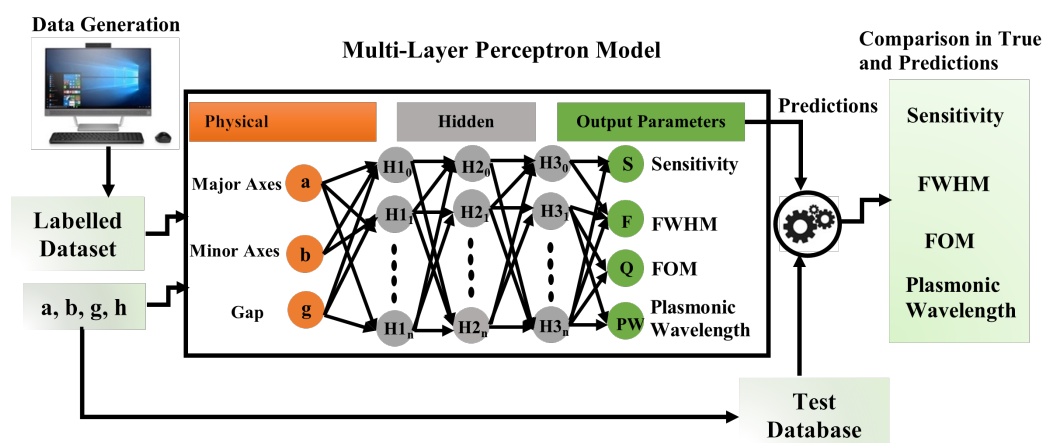 Data Generation
Multi-Layer Perceptron Model
Comparison in True
and Predictions
Physical
Hidden
Output Parameters
Predictions
Major Axes
Minor Axes
Gap
a
b
g
H1₀
H1₁
H1ₙ
H2₀
H2₁
H2ₙ
H3₀
H3₁
H3ₙ
S
F
Q
PW
Sensitivity
FWHM
FOM
Plasmonic
Wavelength
Labelled
Dataset
a, b, g, h
Test
Database
Sensitivity
FWHM
FOM
Plasmonic
Wavelength